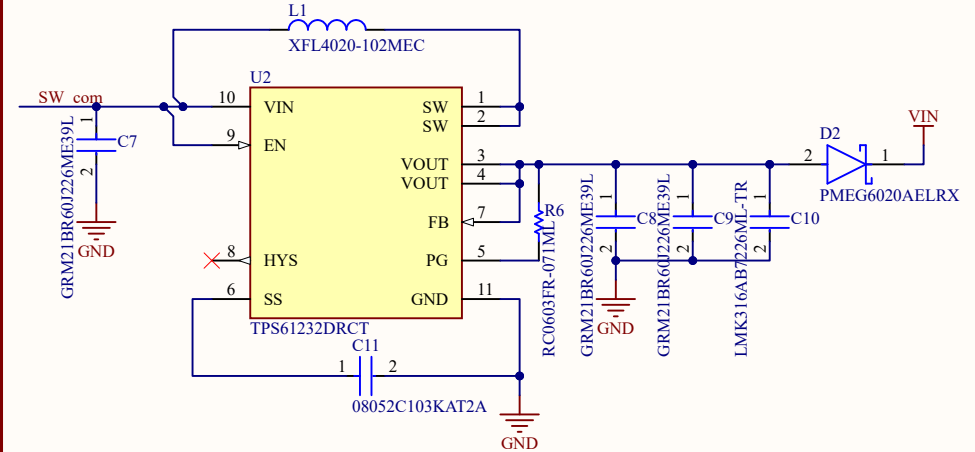 L1
XFL4020-102MEC
U2
SW_com
10
VIN
SW
1
SW
2
9
EN
VOUT
3
VOUT
4
FB
7
8
HYS
PG
5
6
SS
GND
11
TPS61232DRCT
1
C7
2
GRM21BR60J226ME39L
GND
C11
1
2
08052C103KAT2A
GND
R6
RC0603FR-071ML
1
C8
2
GRM21BR60J226ME39L
GND
1
C9
2
GRM21BR60J226ME39L
1
C10
2
LMK316AB7226ML-TR
D2
2
1
PMEG6020AELRX
VIN